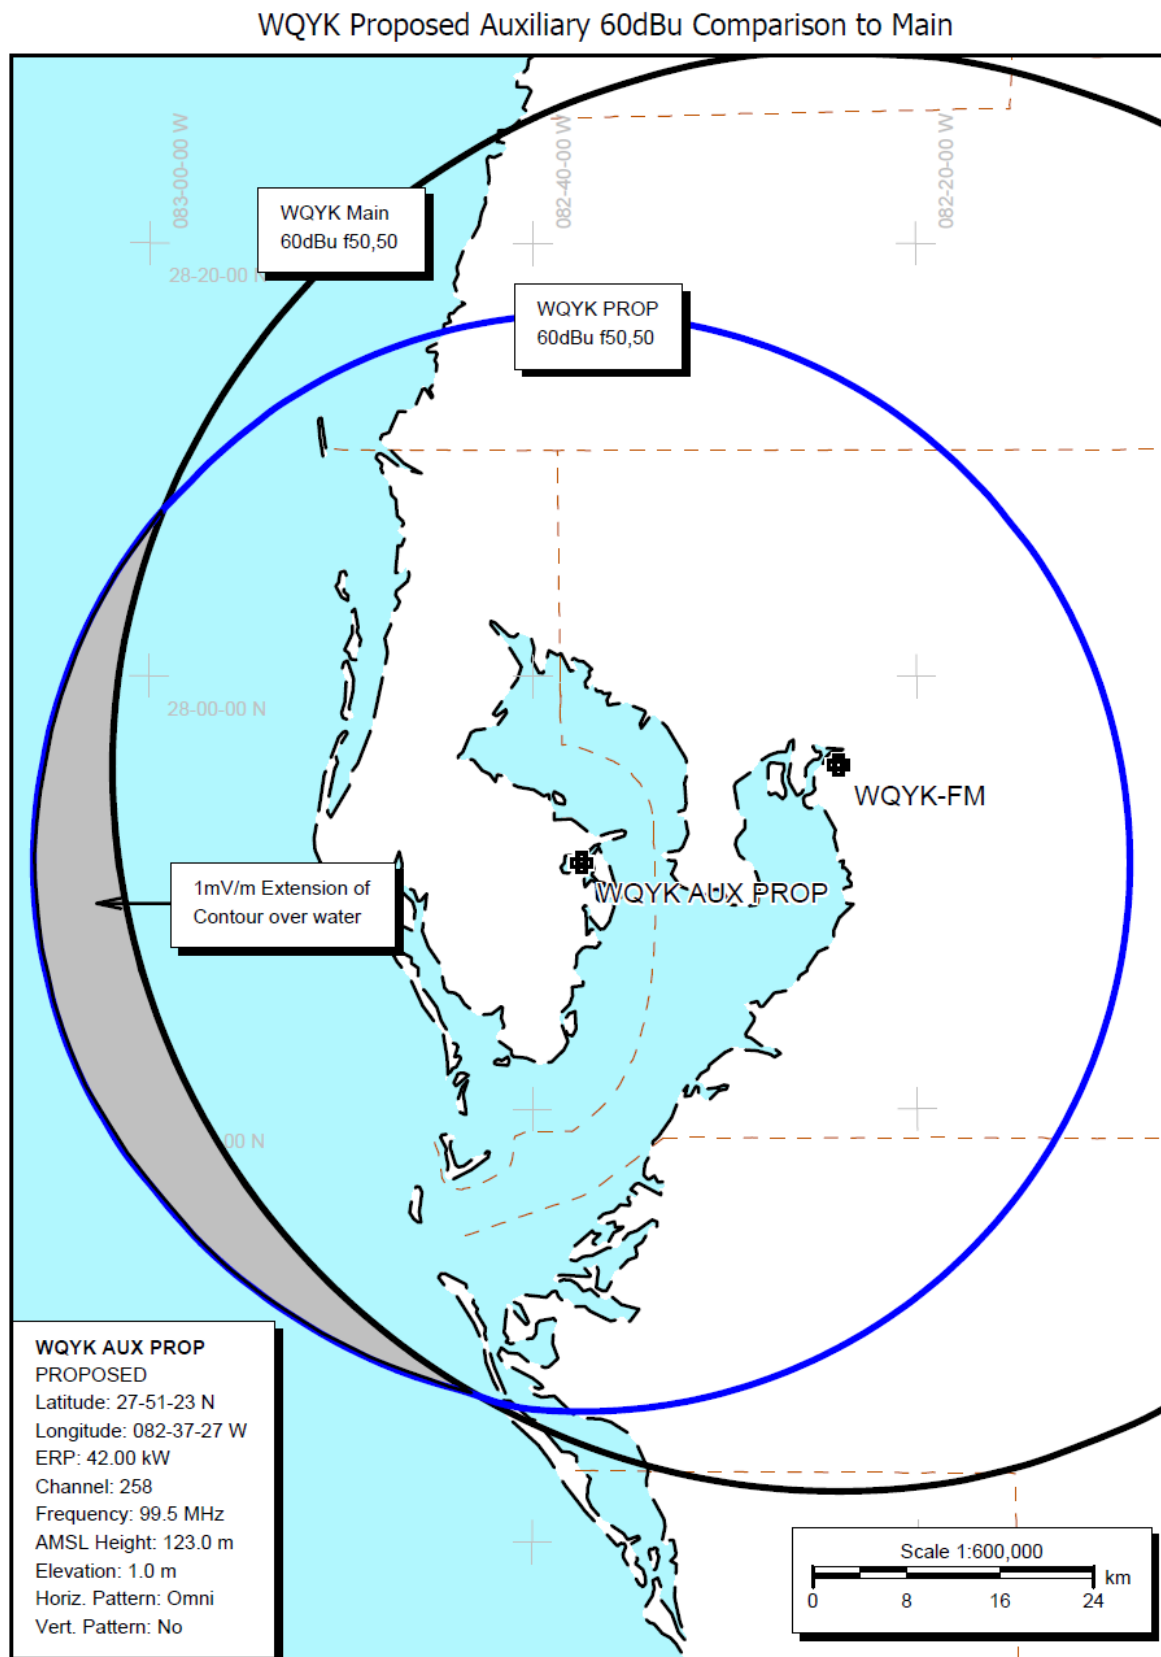 WQYK Proposed Auxiliary 60dBu Comparison to Main
083-00-00 W
082-40-00 W
082-20-00 W
WQYK Main
60dBu f50,50
28-20-00 N
WQYK PROP
60dBu f50,50
28-00-00 N
WQYK-FM
1mV/m Extension of
Contour over water
WQYK AUX PROP
00 N
WQYK AUX PROP
PROPOSED
Latitude: 27-51-23 N
Longitude: 082-37-27 W
ERP: 42.00 kW
Channel: 258
Frequency: 99.5 MHz
AMSL Height: 123.0 m
Elevation: 1.0 m
Horiz. Pattern: Omni
Vert. Pattern: No
Scale 1:600,000
km
0 8 16 24